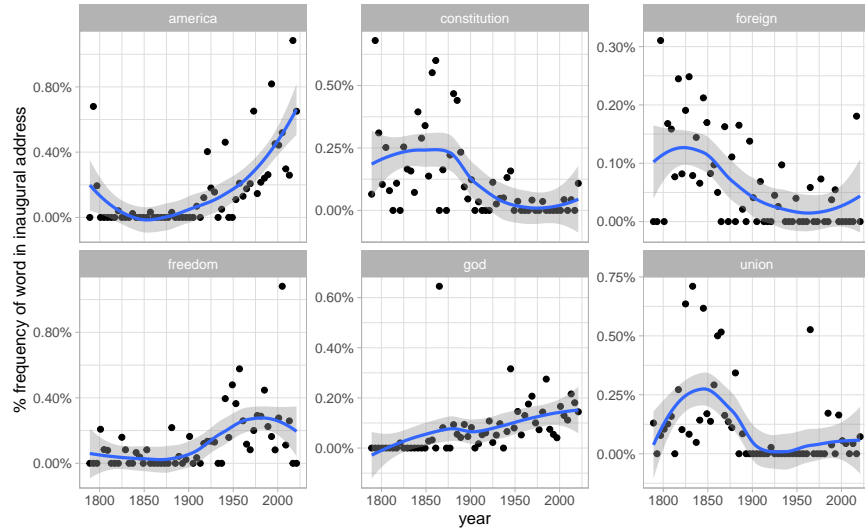 america
constitution
foreign
0.80%
0.40%
0.00%
0.50%
0.25%
0.00%
0.30%
0.20%
0.10%
0.00%
% frequency of word in inaugural address
freedom
god
union
0.80%
0.40%
0.00%
0.60%
0.40%
0.20%
0.00%
0.75%
0.50%
0.25%
0.00%
1800 1850 1900 1950 2000
1800 1850 1900 1950 2000
1800 1850 1900 1950 2000
year